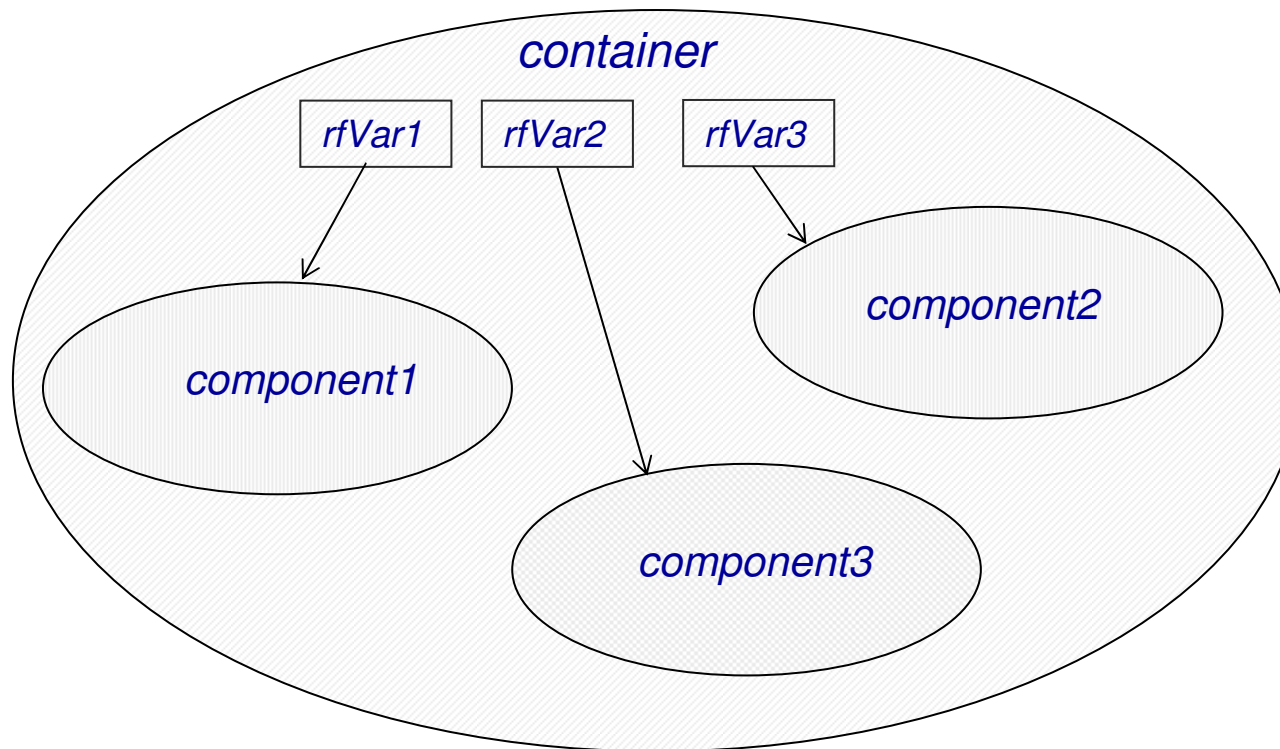 container
rfVar1 rfVar2 rfVar3
component2
component1
component3